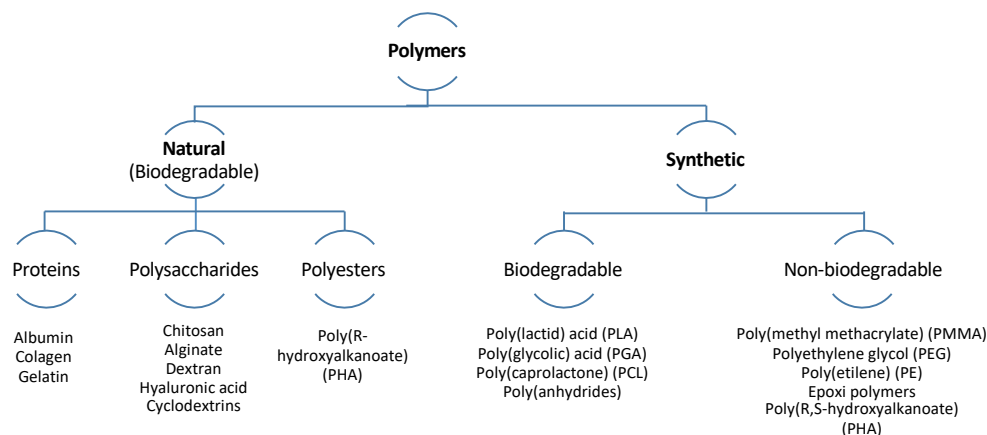 Polymers
Natural
(Biodegradable)
Synthetic
Proteins
Polysaccharides
Polyesters
Biodegradable
Non-biodegradable
Albumin
Colagen
Gelatin
Chitosan
Alginate
Dextran
Hyaluronic acid
Cyclodextrins
Poly(R-
hydroxyalkanoate)
(PHA)
Poly(lactid) acid (PLA)
Poly(glycolic) acid (PGA)
Poly(caprolactone) (PCL)
Poly(anhydrides)
Poly(methyl methacrylate) (PMMA)
Polyethylene glycol (PEG)
Poly(etilene) (PE)
Epoxi polymers
Poly(R,S-hydroxyalkanoate)
(PHA)